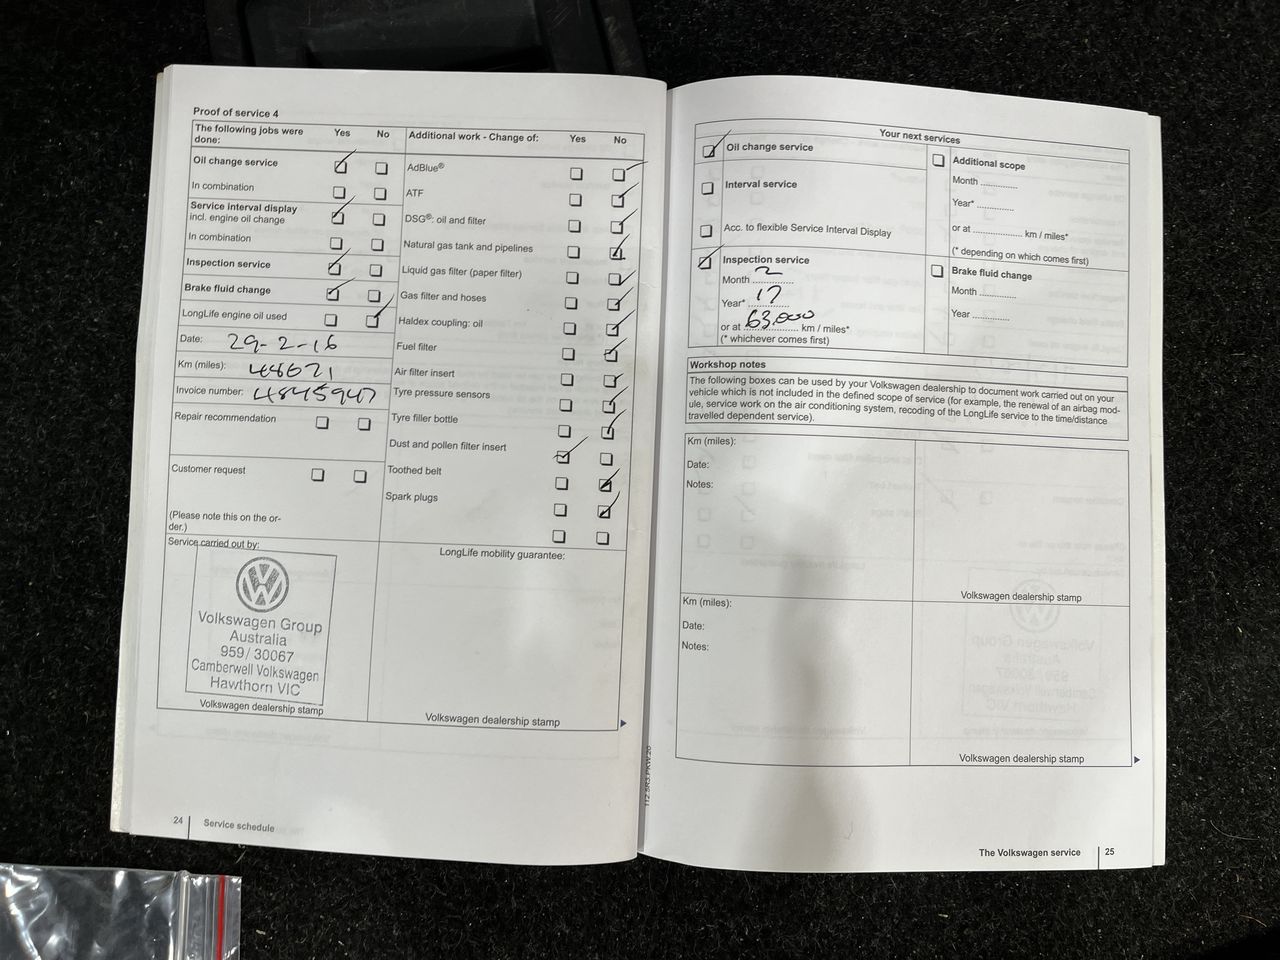 Proof of service 4
The following jobs were done: Yes No
Oil change service
In combination
Service interval display
incl. engine oil change
In combination
Inspection service
Brake fluid change
LongLife engine oil used
Date: 29-2-16
Km (miles): 48621
Invoice number: 4845947
Repair recommendation
Customer request
(Please note this on the or-
der.)
Service carried out by:
Volkswagen Group
Australia
959/30067
Camberwell Volkswagen
Hawthorn VIC
Volkswagen dealership stamp
Additional work - Change of: Yes No
AdBlue®
ATF
DSG®: oil and filter
Natural gas tank and pipelines
Liquid gas filter (paper filter)
Gas filter and hoses
Haldex coupling: oil
Fuel filter
Air filter insert
Tyre pressure sensors
Tyre filler bottle
Dust and pollen filter insert
Toothed belt
Spark plugs
LongLife mobility guarantee:
Volkswagen dealership stamp
24 Service schedule
112.5R3.PKW.20
Your next services
Oil change service
Interval service
Acc. to flexible Service Interval Display
Inspection service
Month 2
Year* 17
or at 63.000 km / miles*
(* whichever comes first)
Additional scope
Month ............
Year* ............
or at ................ km / miles*
(* depending on which comes first)
Brake fluid change
Month ............
Year ............
Workshop notes
The following boxes can be used by your Volkswagen dealership to document work carried out on your
vehicle which is not included in the defined scope of service (for example, the renewal of an airbag mod-
ule, service work on the air conditioning system, recoding of the LongLife service to the time/distance
travelled dependent service).
Km (miles):
Date:
Notes:
Volkswagen dealership stamp
Km (miles):
Date:
Notes:
Volkswagen dealership stamp
The Volkswagen service 25